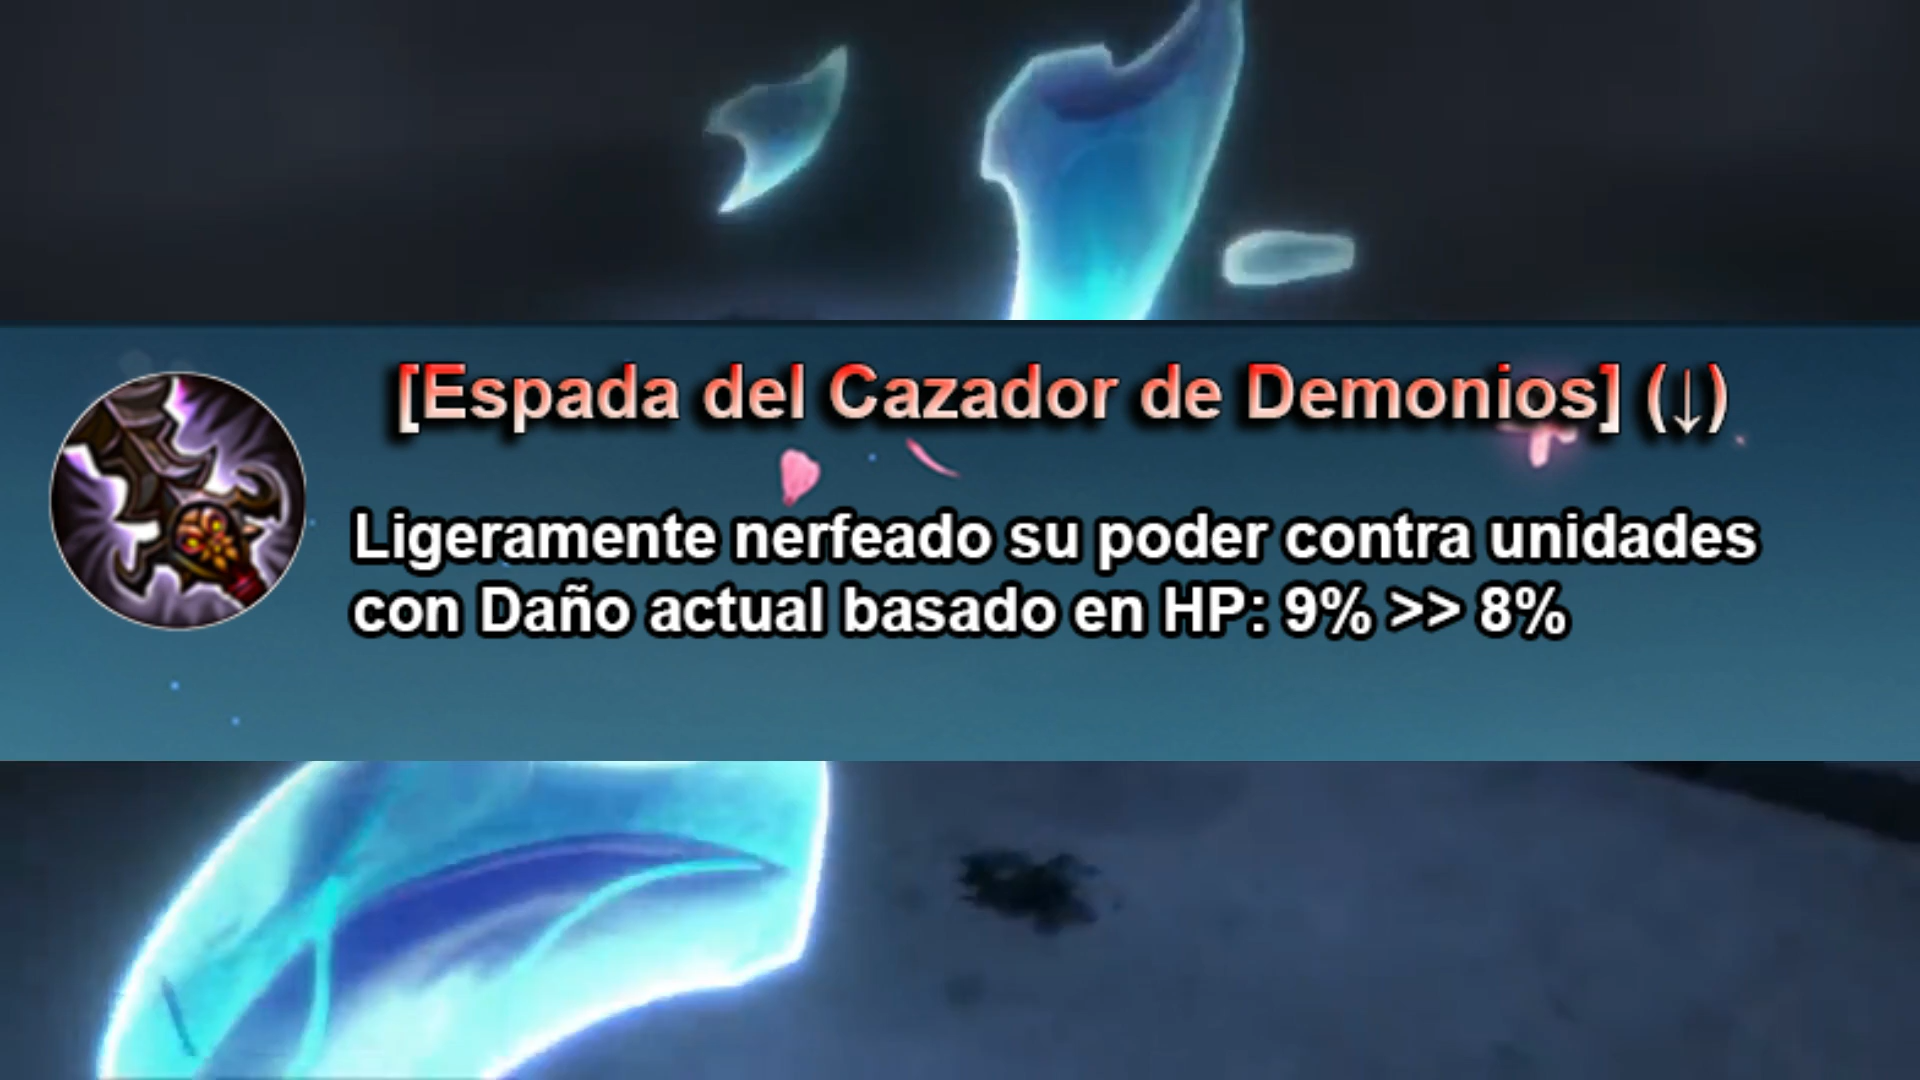 [Espada del Cazador de Demonios] (↓)
Ligeramente nerfeado su poder contra unidades
con Daño actual basado en HP: 9% >> 8%